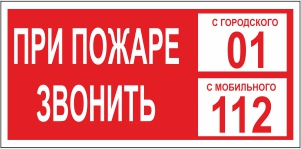 ПРИ ПОЖАРЕ
ЗВОНИТЬ
С ГОРОДСКОГО
01
С МОБИЛЬНОГО
112